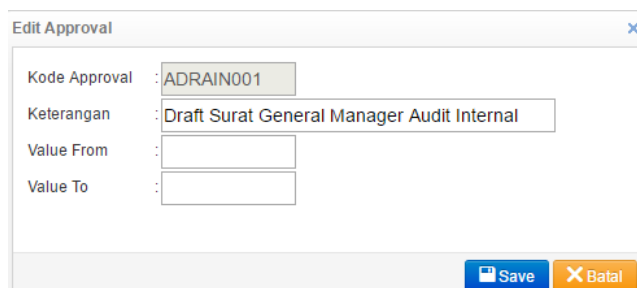 Edit Approval
Kode Approval : ADRAIN001
Keterangan : Draft Surat General Manager Audit Internal
Value From :
Value To :
Save Batal